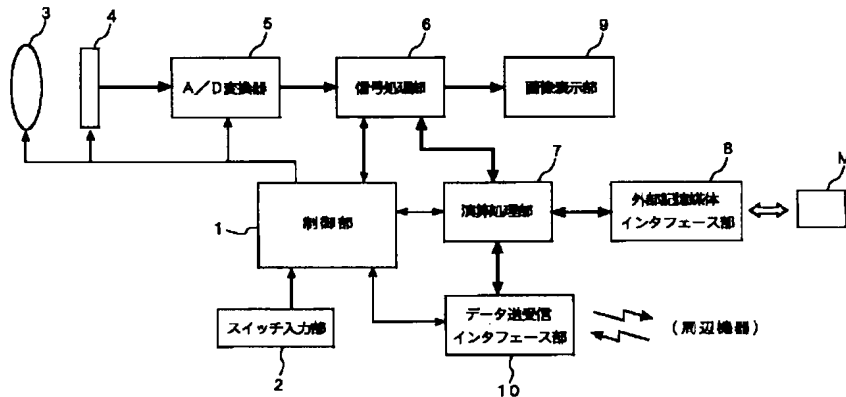 3
4
5
6
9
A/D変換器
信号処理部
画像表示部
7
8
M
1
制御部
演算処理部
外部記憶媒体
インタフェース部
スイッチ入力部
2
データ送受信
インタフェース部
10
(周辺機器)